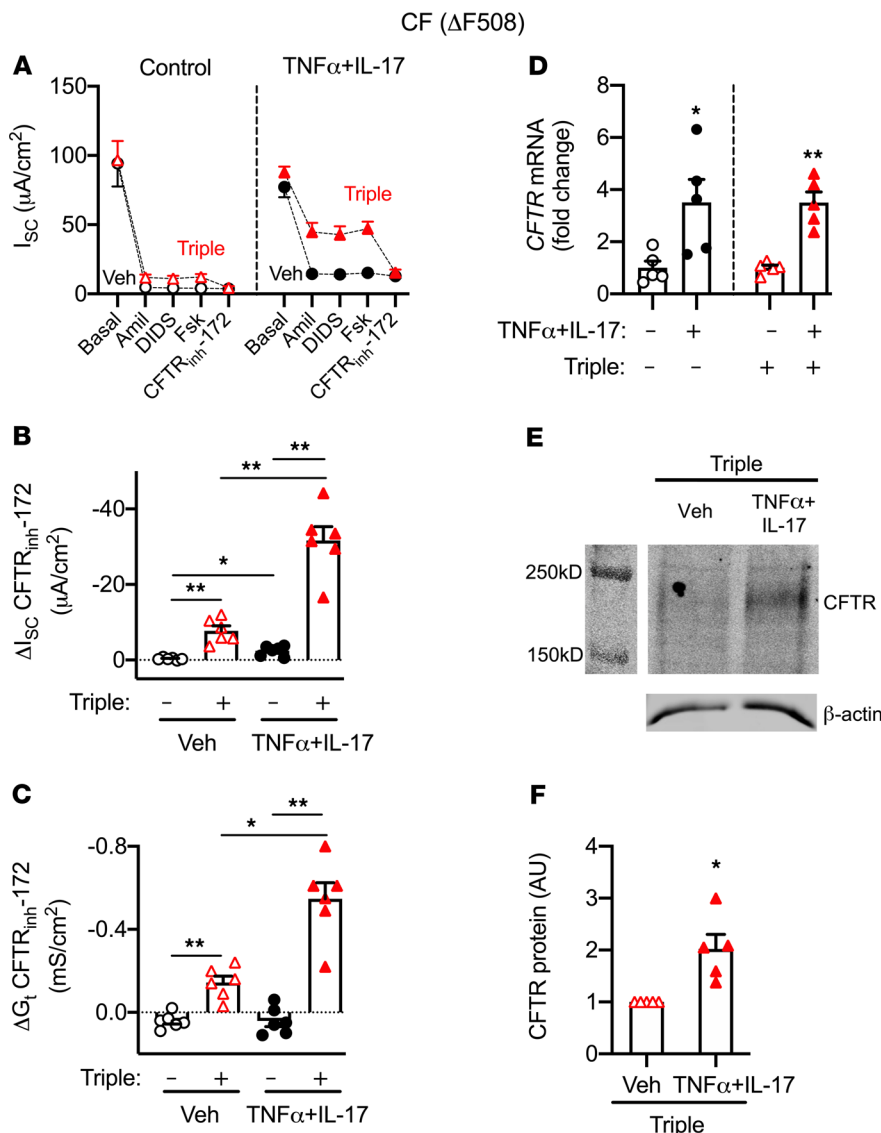 CF (ΔF508)
A
Control
TNFα+IL-17
I_SC (μA/cm²)
150
100
50
0
Triple
Veh
Triple
Veh
Basal
Amil
DIDS
Fsk
CFTR_inh-172
Basal
Amil
DIDS
Fsk
CFTR_inh-172
B
ΔI_SC CFTR_inh-172
(μA/cm²)
-40
-20
0
**
*
**
**
Triple:
–
+
–
+
Veh
TNFα+IL-17
C
ΔG_t CFTR_inh-172
(mS/cm²)
-0.8
-0.4
0.0
**
*
**
Triple:
–
+
–
+
Veh
TNFα+IL-17
D
CFTR mRNA
(fold change)
8
6
4
2
0
*
**
TNFα+IL-17:
–
+
–
+
Triple:
–
–
+
+
E
Triple
Veh
TNFα+
IL-17
250kD
150kD
CFTR
β-actin
F
CFTR protein (AU)
4
3
2
1
0
*
Veh
TNFα+IL-17
Triple